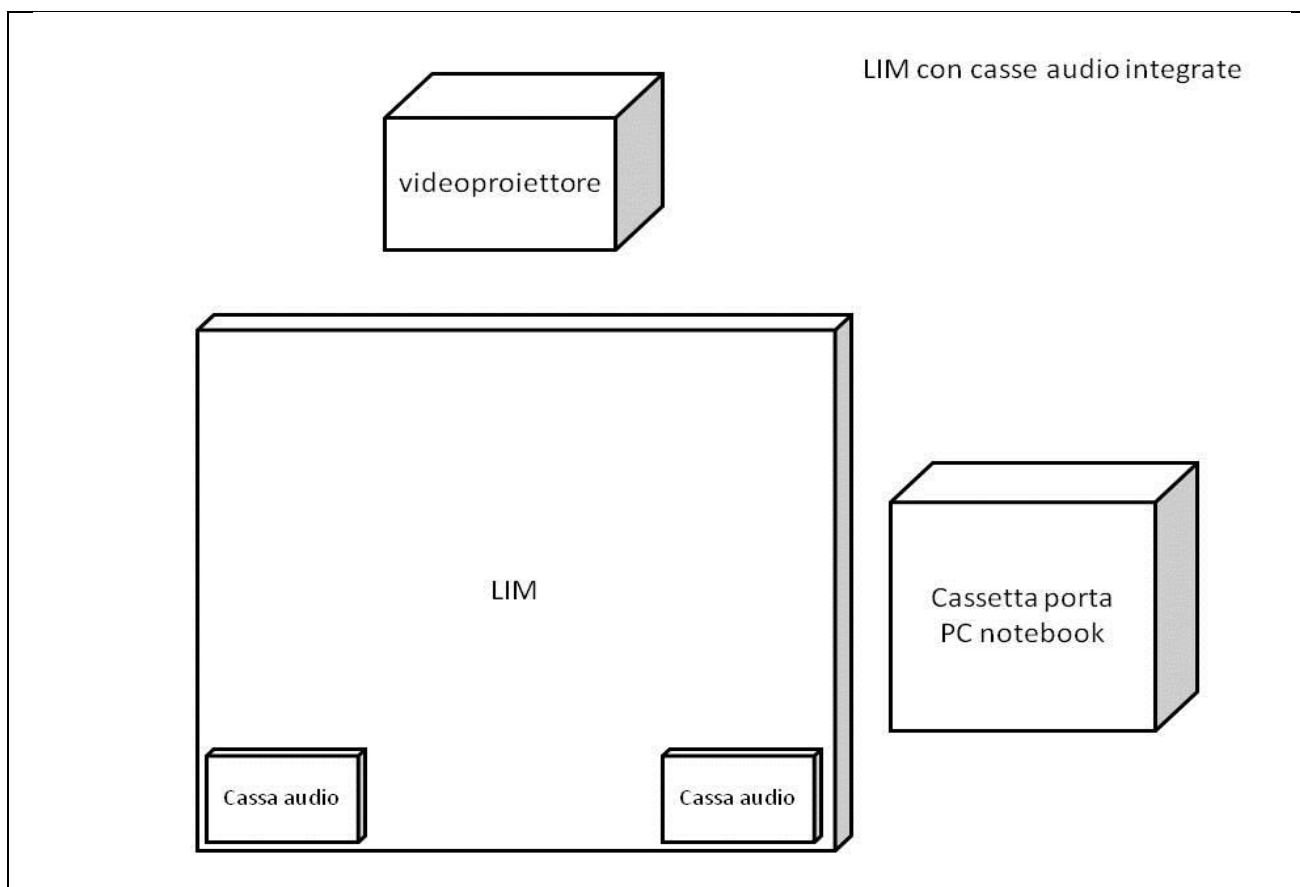 LIM con casse audio integrate
videoproiettore
LIM
Cassetta porta
PC notebook
Cassa audio
Cassa audio